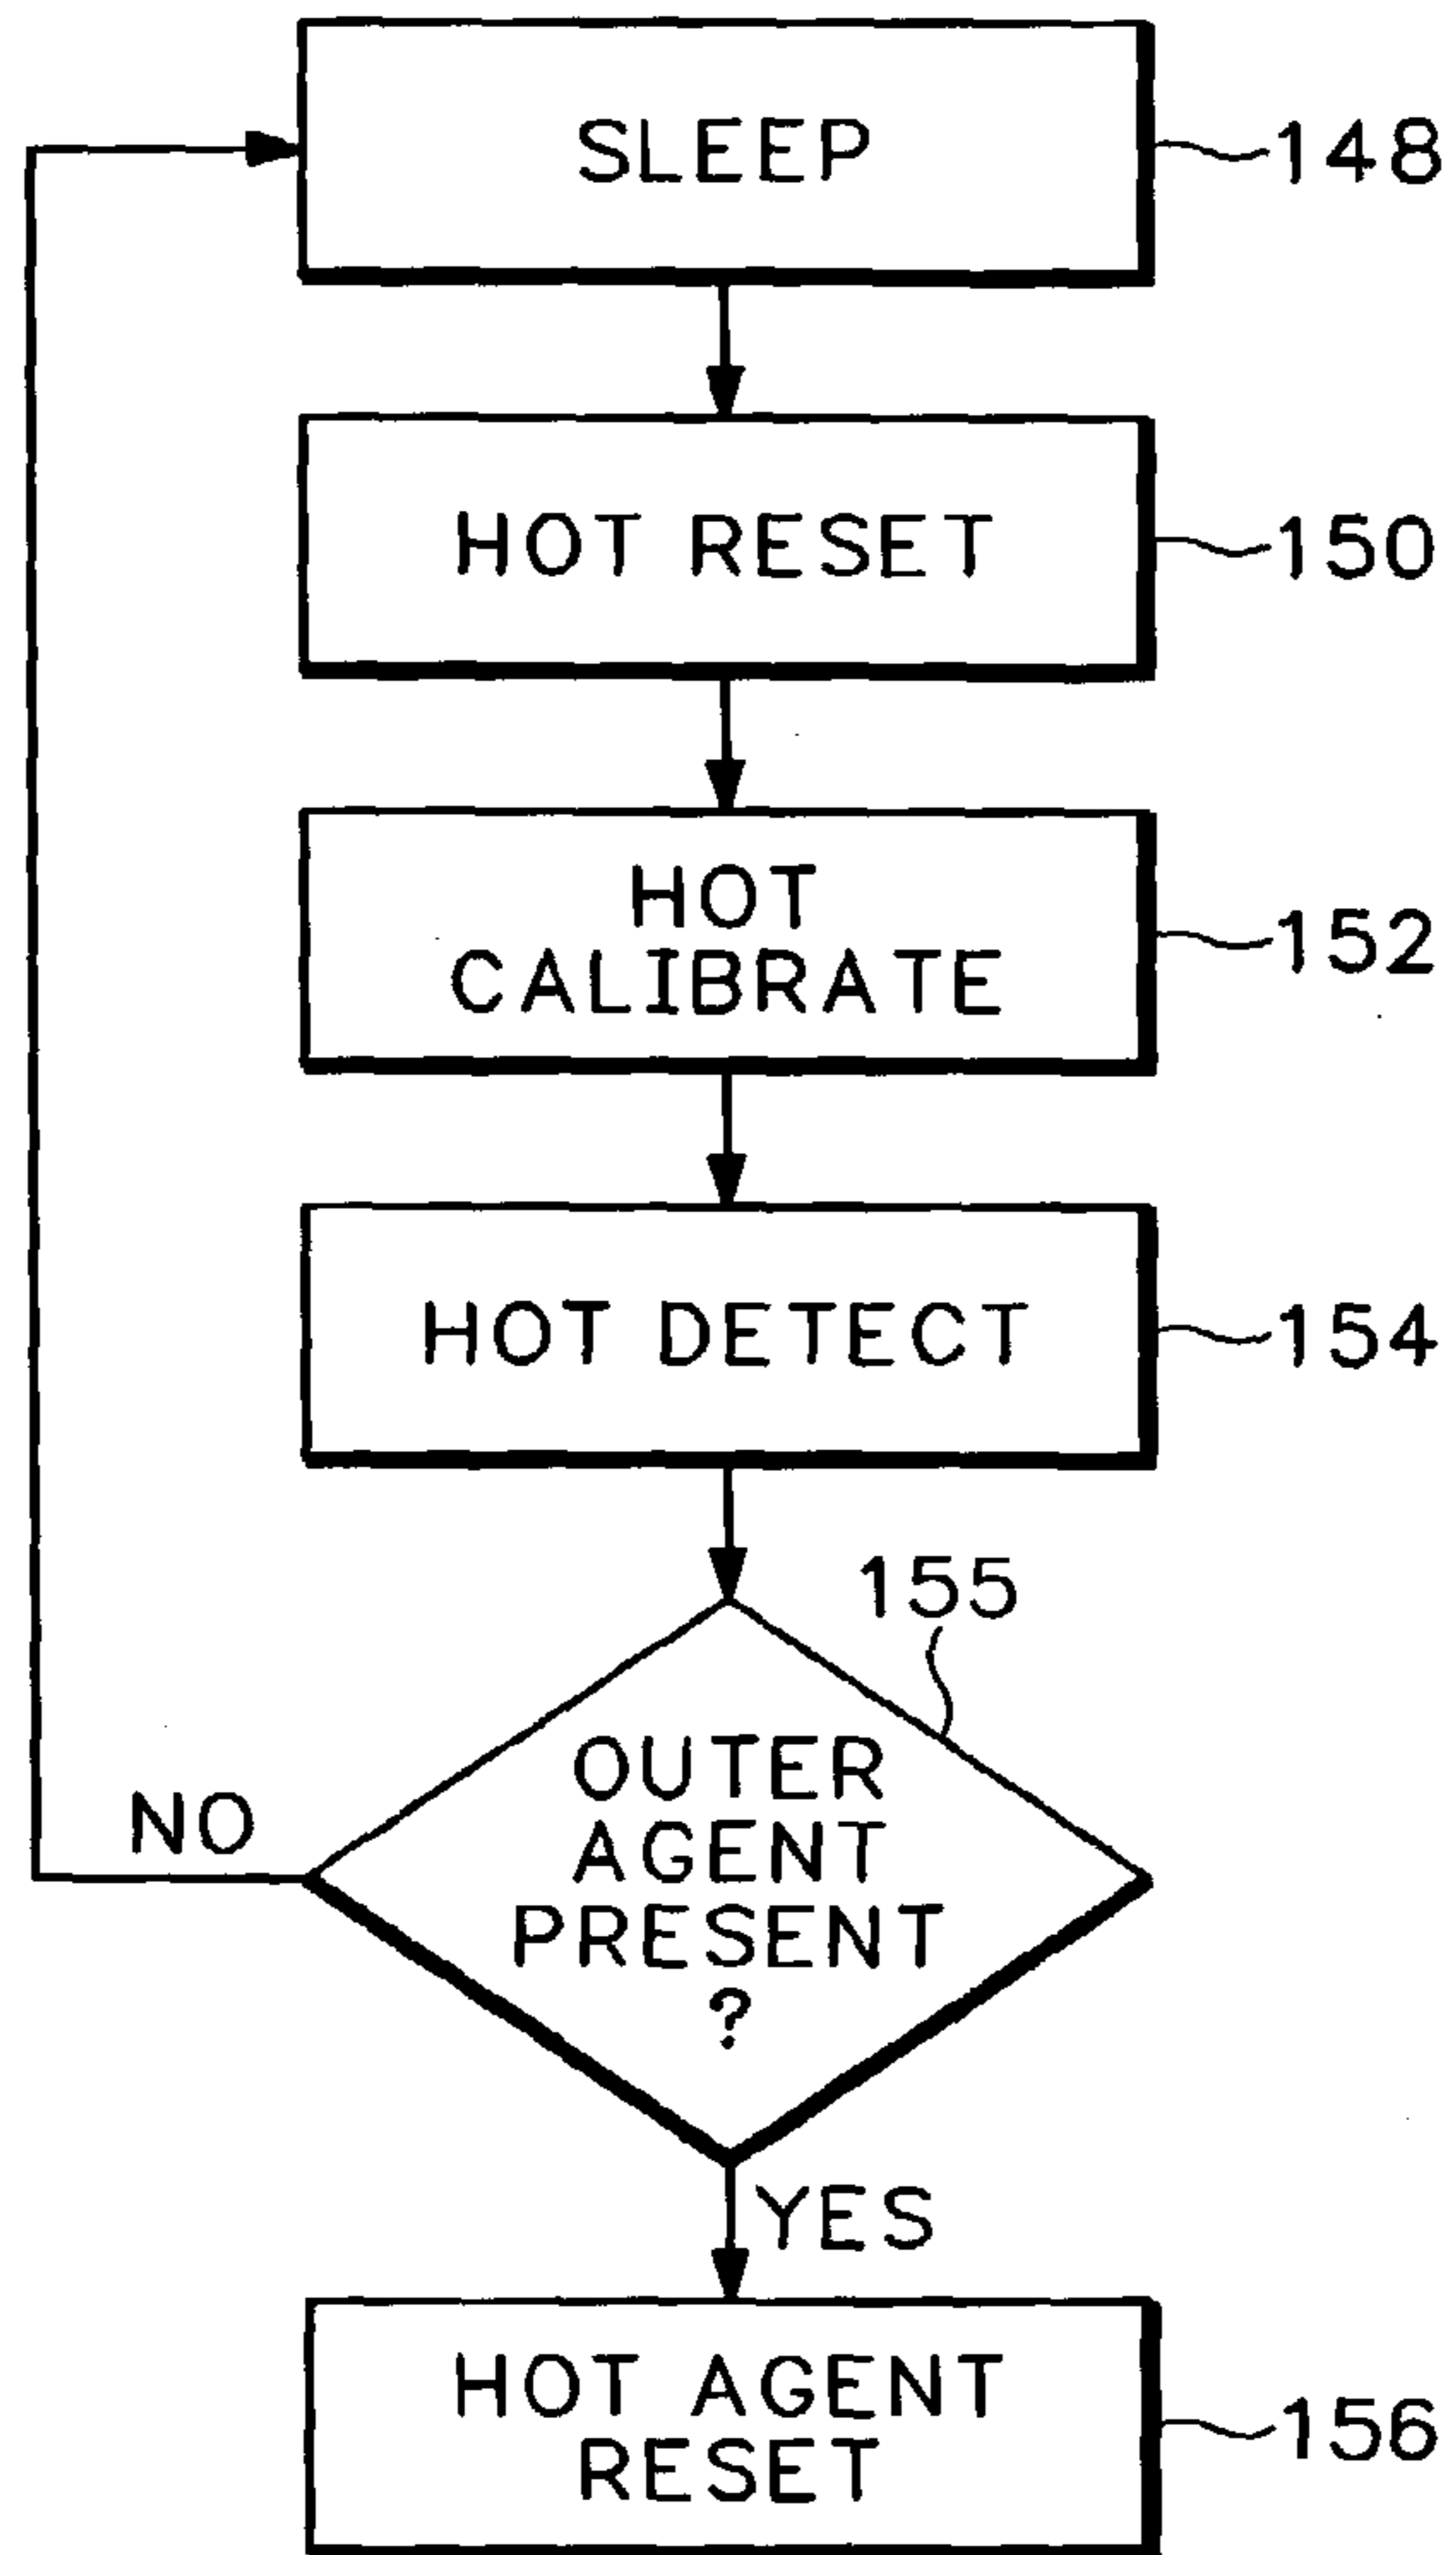 SLEEP
148
HOT RESET
150
HOT
CALIBRATE
152
HOT DETECT
154
155
OUTER
AGENT
PRESENT
?
NO
YES
HOT AGENT
RESET
156